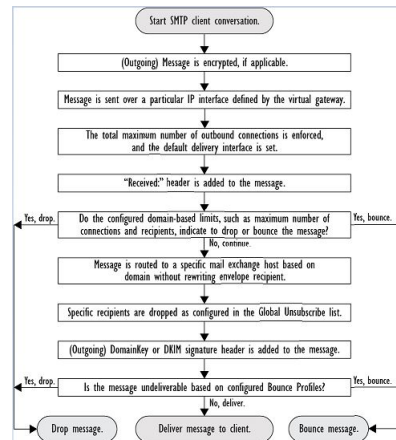 Start SMTP client conversation.
(Outgoing) Message is encrypted, if applicable.
Message is sent over a particular IP interface defined by the virtual gateway.
The total maximum number of outbound connections is enforced,
and the default delivery interface is set.
"Received:" header is added to the message.
Yes, drop.
Do the configured domain-based limits, such as maximum number of
connections and recipients, indicate to drop or bounce the message?
Yes, bounce.
No, continue.
Message is routed to a specific mail exchange host based on
domain without rewriting envelope recipient.
Specific recipients are dropped as configured in the Global Unsubscribe list.
(Outgoing) DomainKey or DKIM signature header is added to the message.
Yes, drop.
Is the message undeliverable based on configured Bounce Profiles?
Yes, bounce.
No, deliver.
Drop message.
Deliver message to client.
Bounce message.